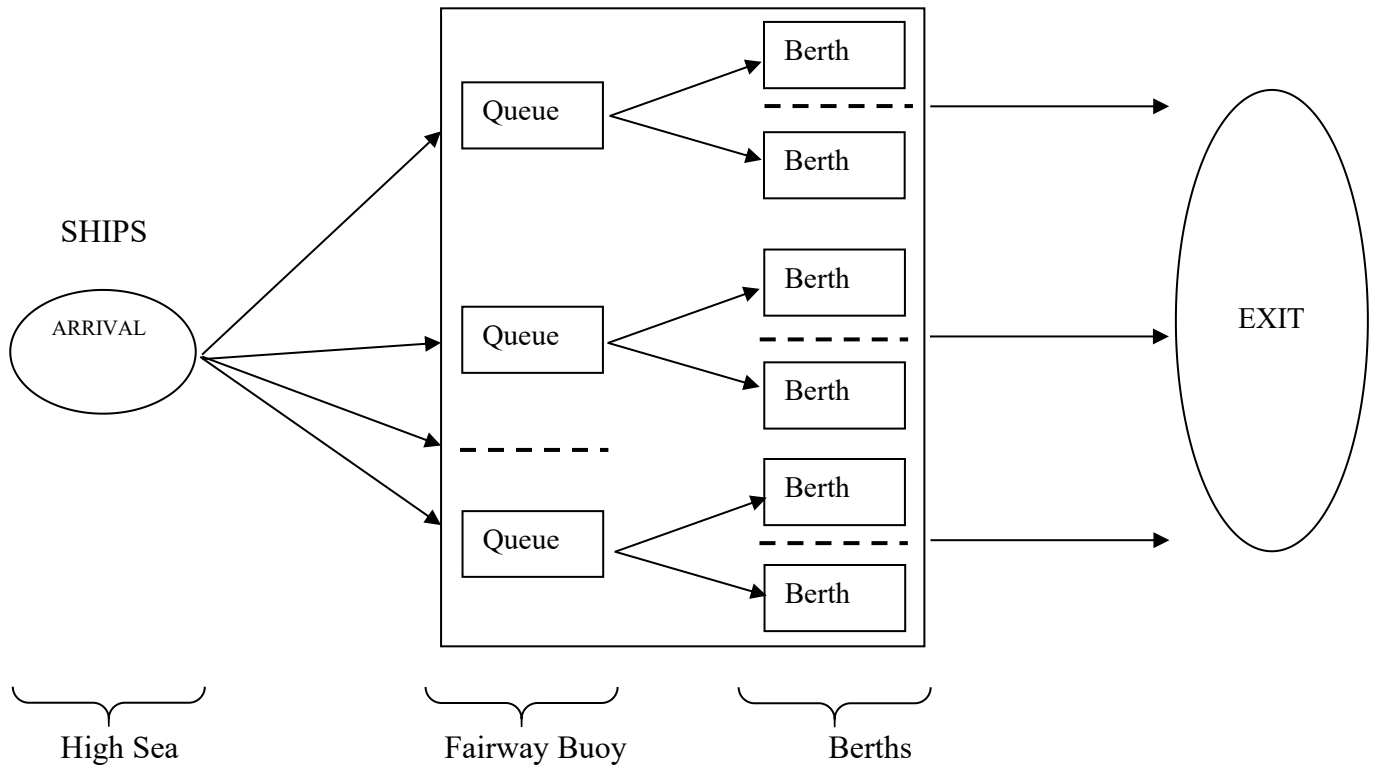 Berth
Queue
Berth
SHIPS
Berth
ARRIVAL
Queue
EXIT
Berth
Berth
Queue
Berth
High Sea
Fairway Buoy
Berths